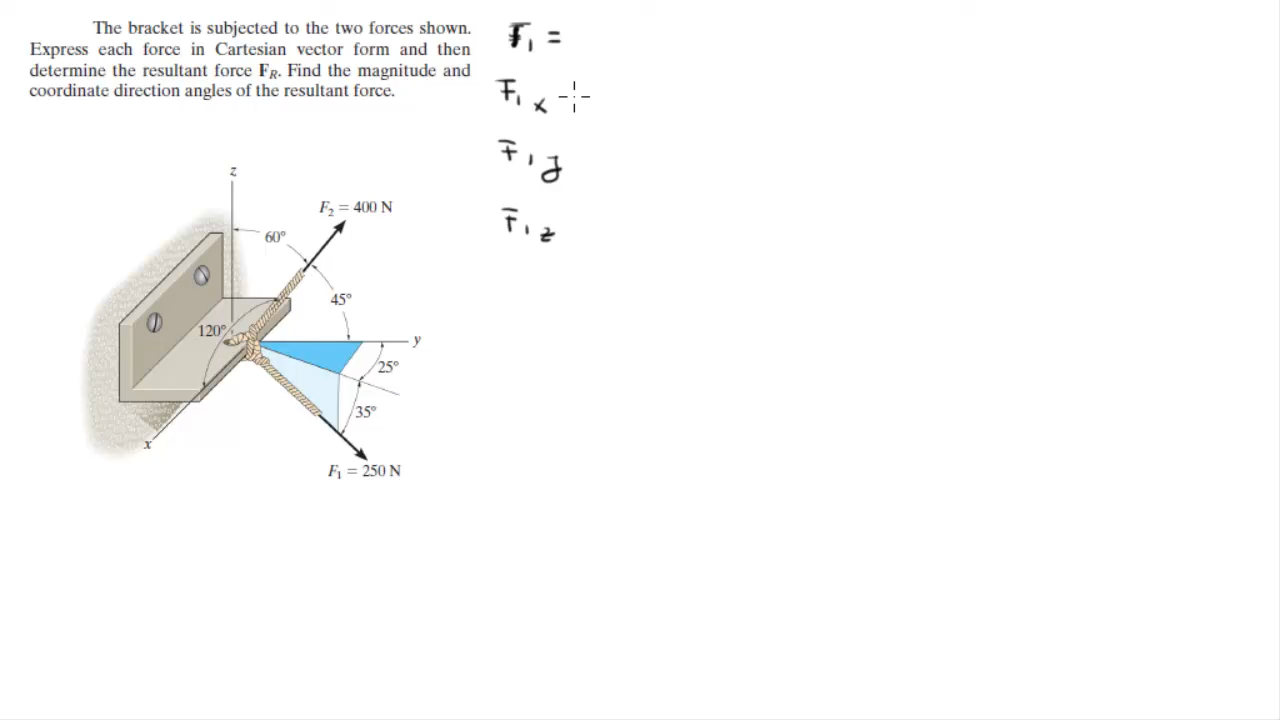 The bracket is subjected to the two forces shown.
Express each force in Cartesian vector form and then
determine the resultant force F_R. Find the magnitude and
coordinate direction angles of the resultant force.
F₁ =
F₁ x
F₁ y
F₁ z
z
F₂ = 400 N
60°
45°
120°
y
25°
35°
x
F₁ = 250 N